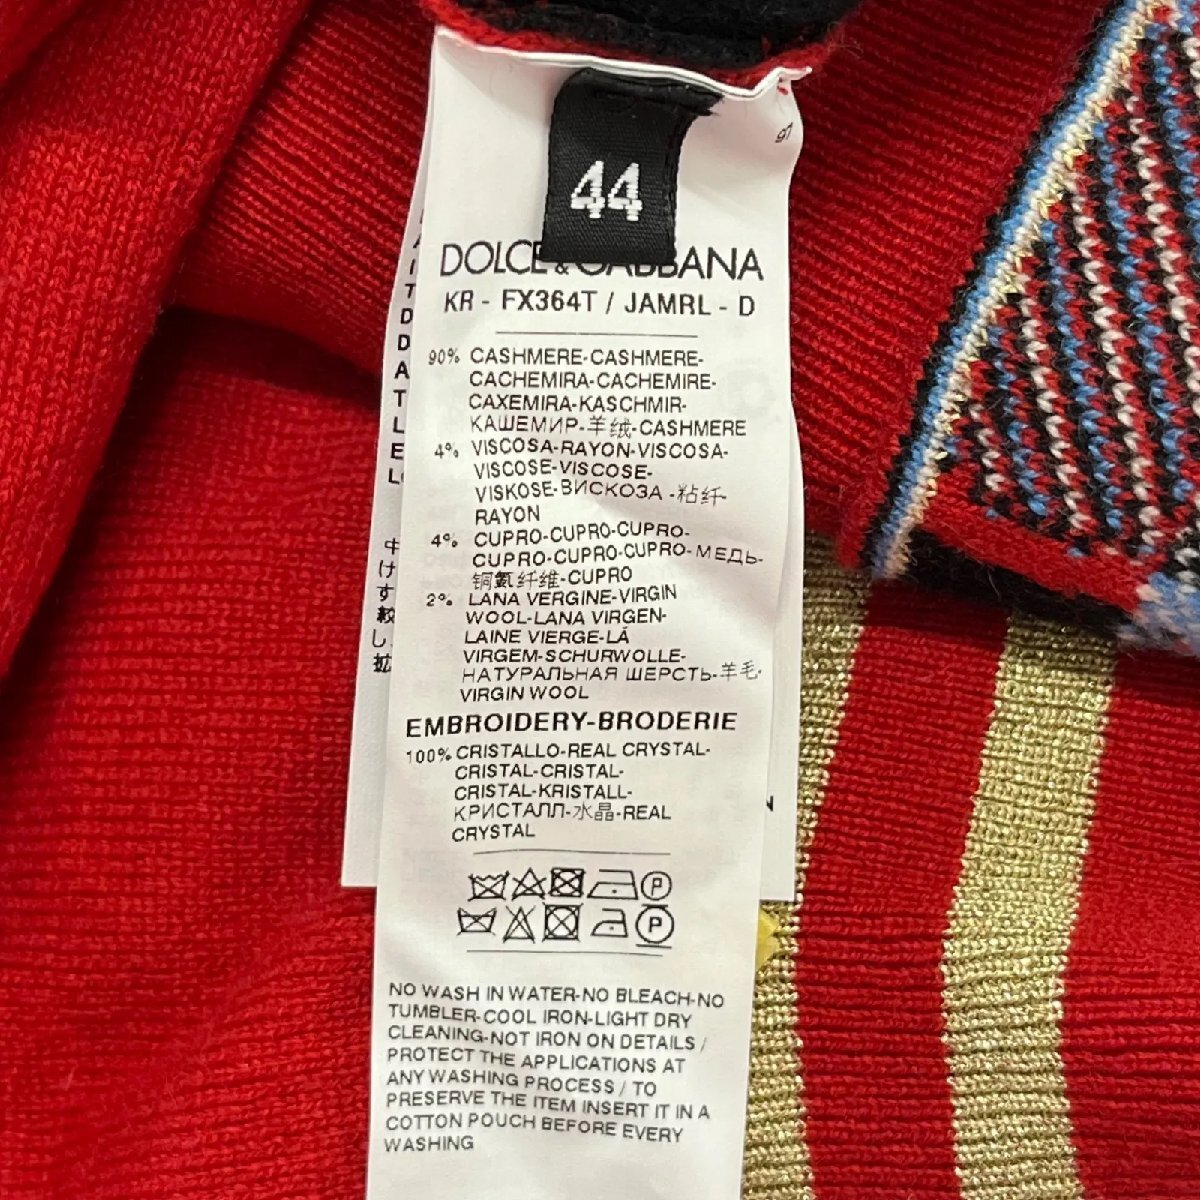 97
44
DOLCE & GABBANA
KR - FX364T / JAMRL - D
90% CASHMERE-CASHMERE-
CACHEMIRA-CACHEMIRE-
CAXEMIRA-KASCHMIR-
КАШЕМИР-羊绒-CASHMERE
4% VISCOSA-RAYON-VISCOSA-
VISCOSE-VISCOSE-
VISKOSE-ВИСКОЗА -粘纤-
RAYON
4% CUPRO-CUPRO-CUPRO-
CUPRO-CUPRO-CUPRO-МЕДЬ-
铜氨纤维-CUPRO
2% LANA VERGINE-VIRGIN
WOOL-LANA VIRGEN-
LAINE VIERGE-LÃ
VIRGEM-SCHURWOLLE-
НАТУРАЛЬНАЯ ШЕРСТЬ-羊毛-
VIRGIN WOOL
EMBROIDERY-BRODERIE
100% CRISTALLO-REAL CRYSTAL-
CRISTAL-CRISTAL-
CRISTAL-KRISTALL-
КРИСТАЛЛ-水晶-REAL
CRYSTAL
P
P
NO WASH IN WATER-NO BLEACH-NO
TUMBLER-COOL IRON-LIGHT DRY
CLEANING-NOT IRON ON DETAILS /
PROTECT THE APPLICATIONS AT
ANY WASHING PROCESS / TO
PRESERVE THE ITEM INSERT IT IN A
COTTON POUCH BEFORE EVERY
WASHING